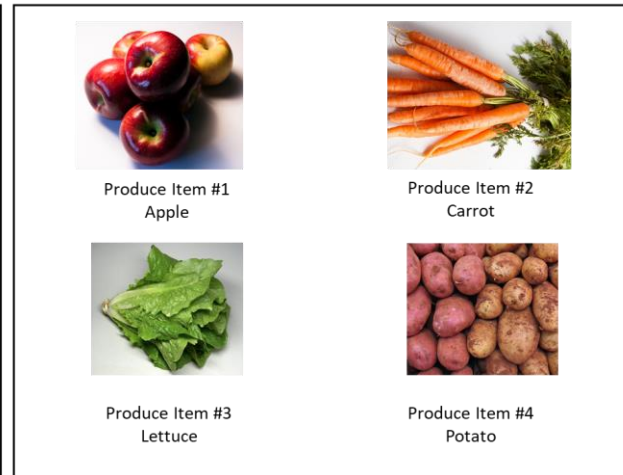 Produce Item #1
Apple
Produce Item #2
Carrot
Produce Item #3
Lettuce
Produce Item #4
Potato